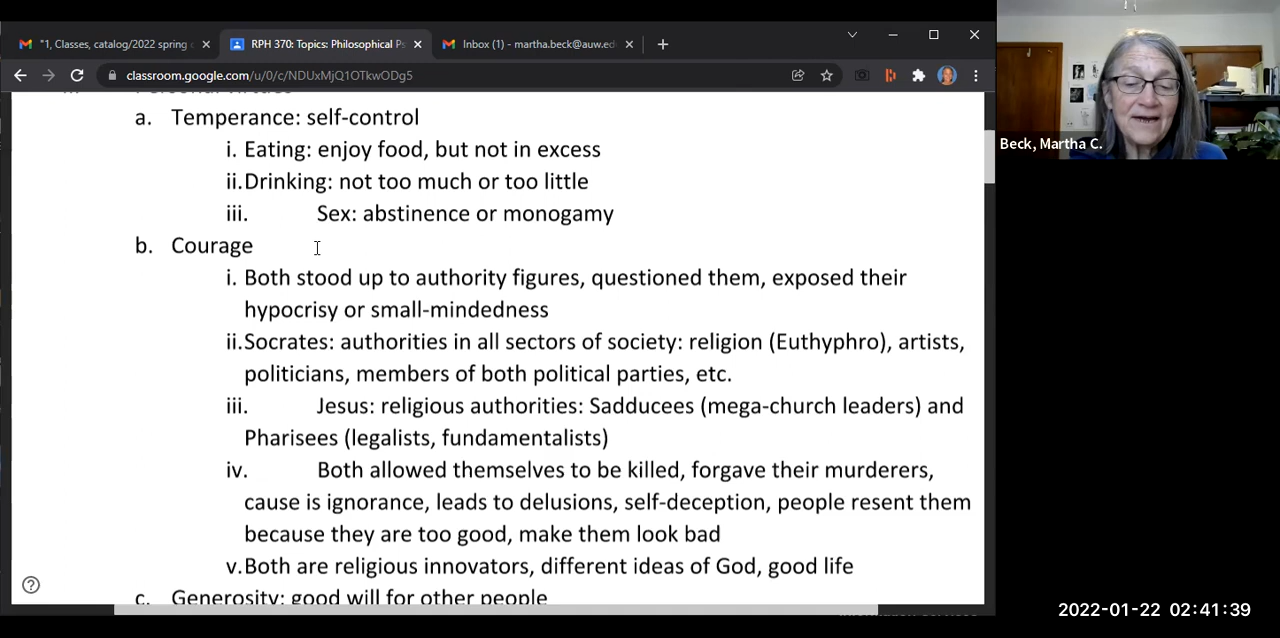 "1, Classes, catalog/2022 spring
RPH 370: Topics: Philosophical Ps
Inbox (1) - martha.beck@auw.ed
classroom.google.com/u/0/c/NDUxMjQ1OTkwODg5
Beck, Martha C.
Personal virtues
a. Temperance: self-control
i. Eating: enjoy food, but not in excess
ii.Drinking: not too much or too little
iii. Sex: abstinence or monogamy
b. Courage
i. Both stood up to authority figures, questioned them, exposed their
hypocrisy or small-mindedness
ii.Socrates: authorities in all sectors of society: religion (Euthyphro), artists,
politicians, members of both political parties, etc.
iii. Jesus: religious authorities: Sadducees (mega-church leaders) and
Pharisees (legalists, fundamentalists)
iv. Both allowed themselves to be killed, forgave their murderers,
cause is ignorance, leads to delusions, self-deception, people resent them
because they are too good, make them look bad
v.Both are religious innovators, different ideas of God, good life
c. Generosity: good will for other people
2022-01-22 02:41:39